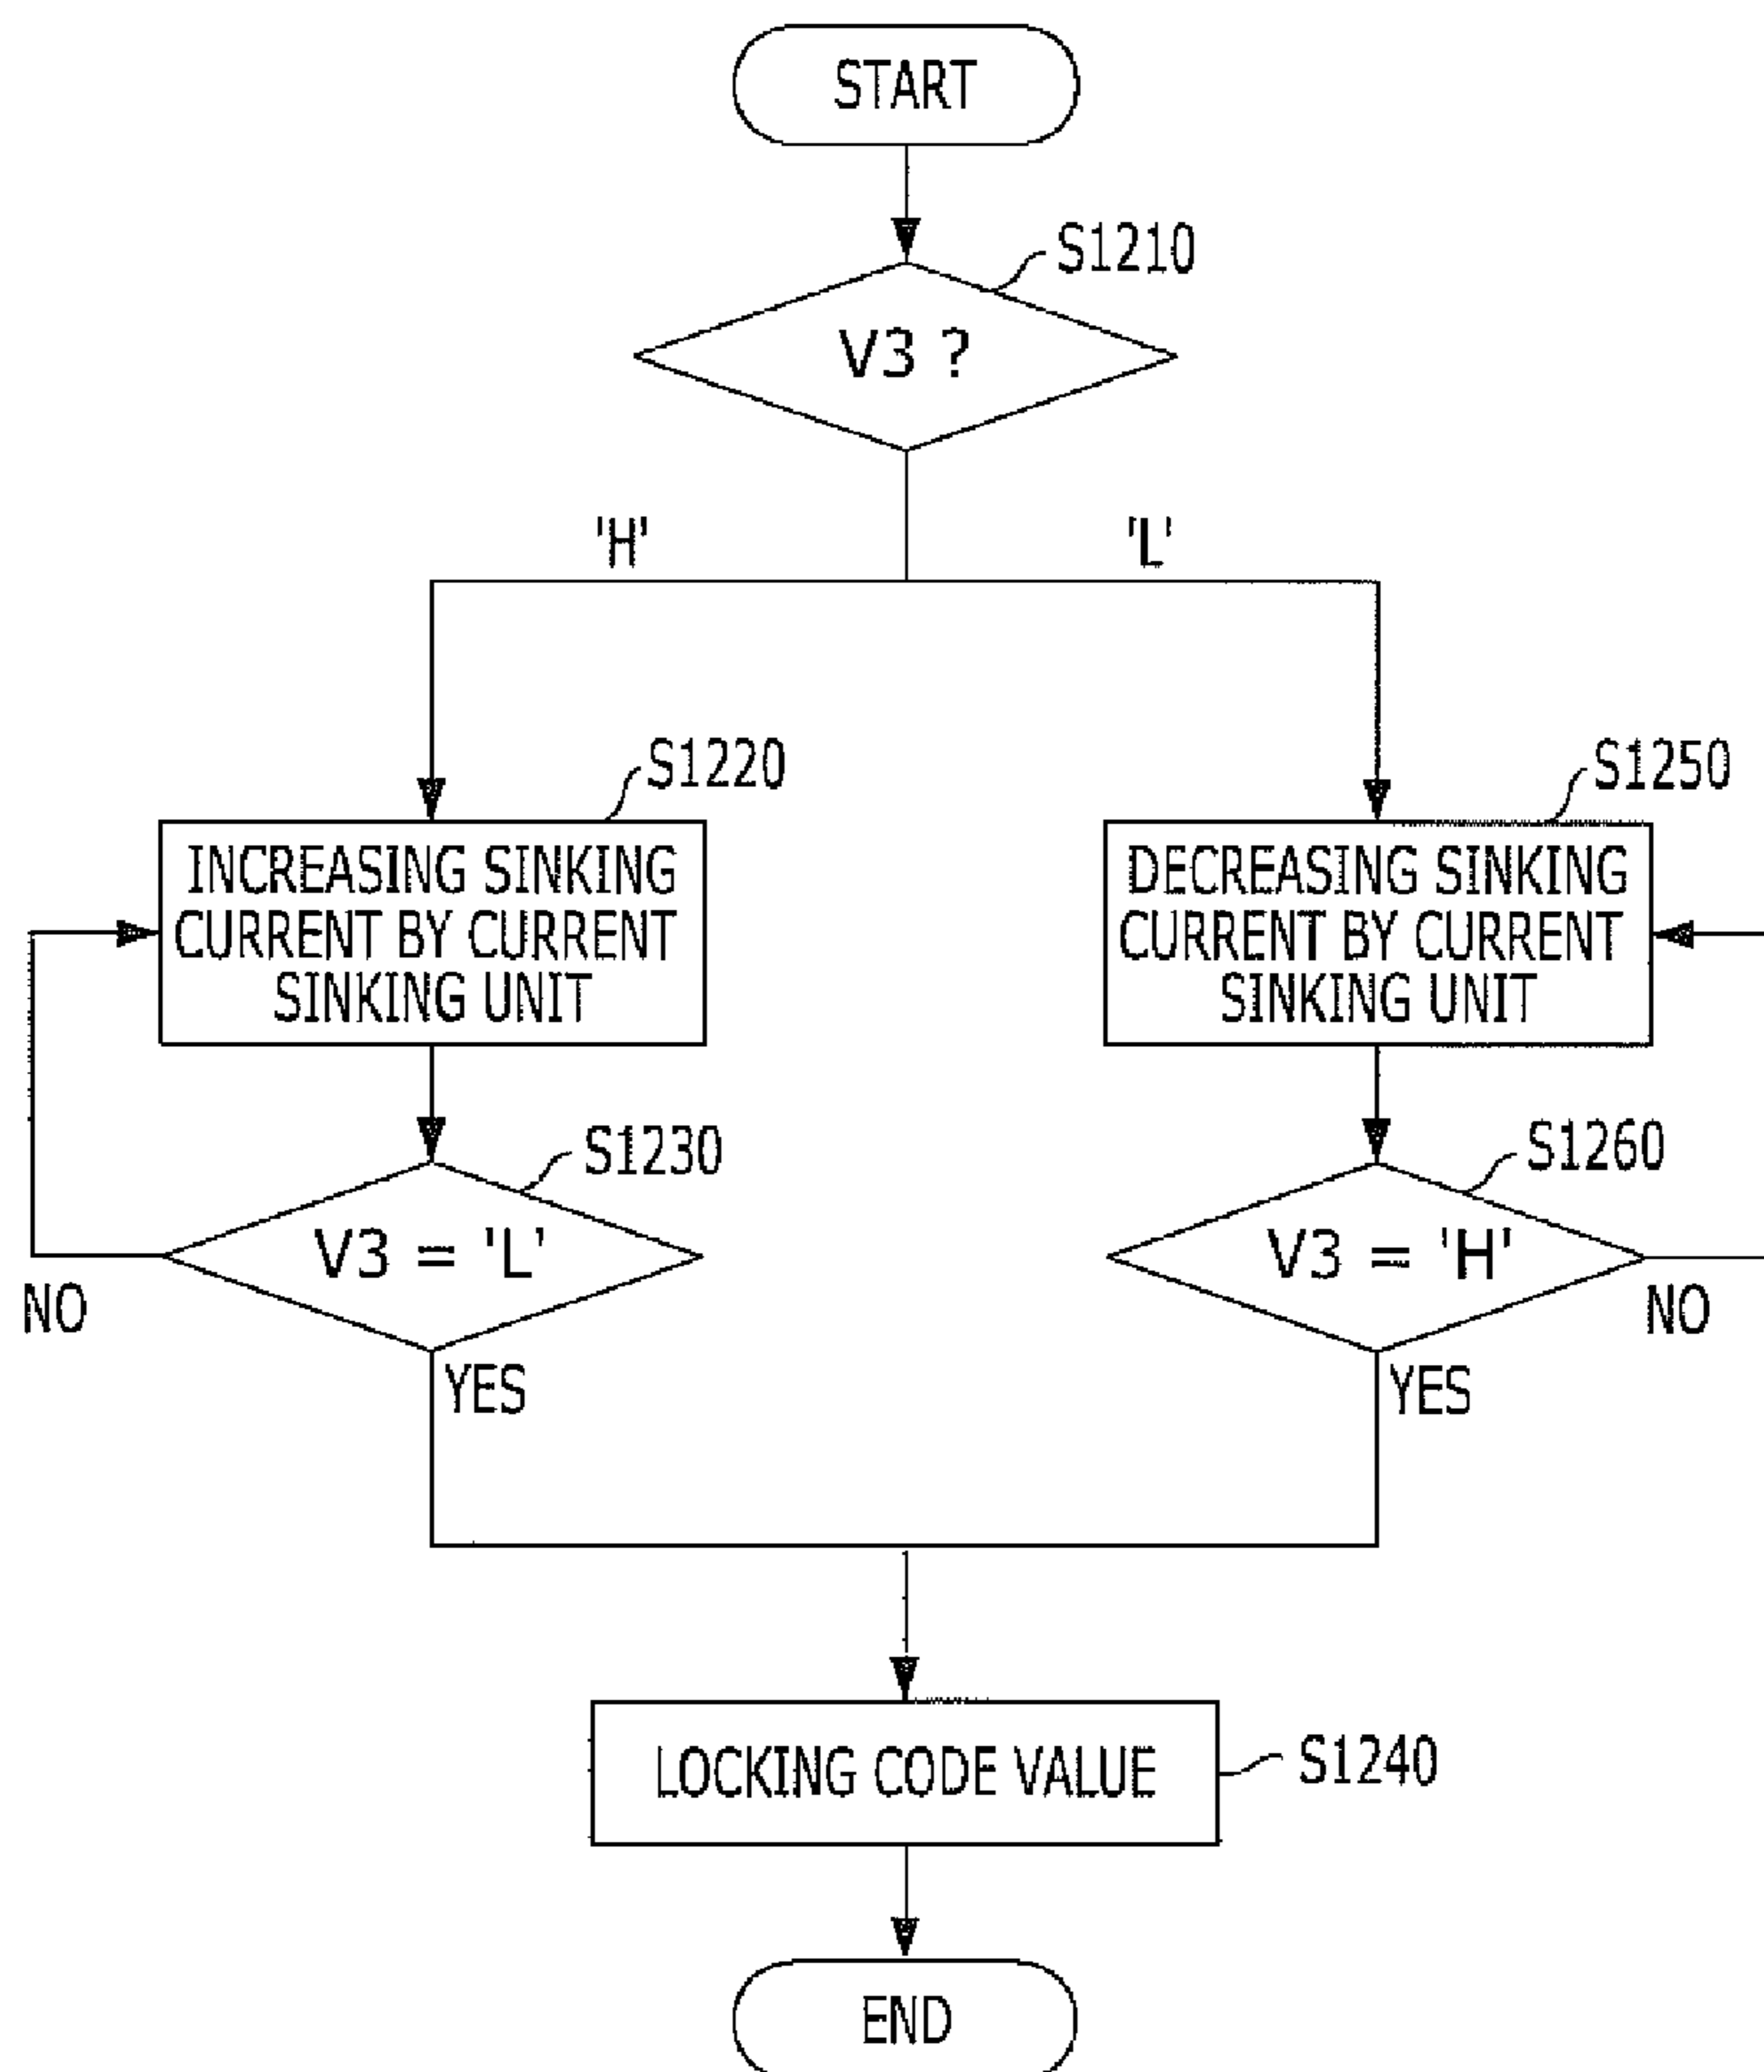 START
S1210
V3 ?
'H'
'L'
S1220
INCREASING SINKING
CURRENT BY CURRENT
SINKING UNIT
S1250
DECREASING SINKING
CURRENT BY CURRENT
SINKING UNIT
S1230
V3 = 'L'
NO
YES
S1260
V3 = 'H'
NO
YES
LOCKING CODE VALUE
S1240
END